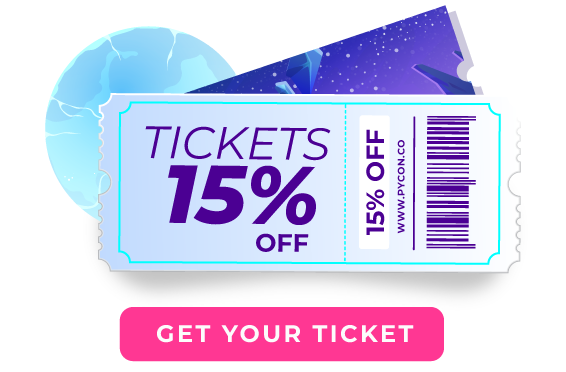 TICKETS
15%
OFF
15% OFF
WWW.PYCON.CO
GET YOUR TICKET